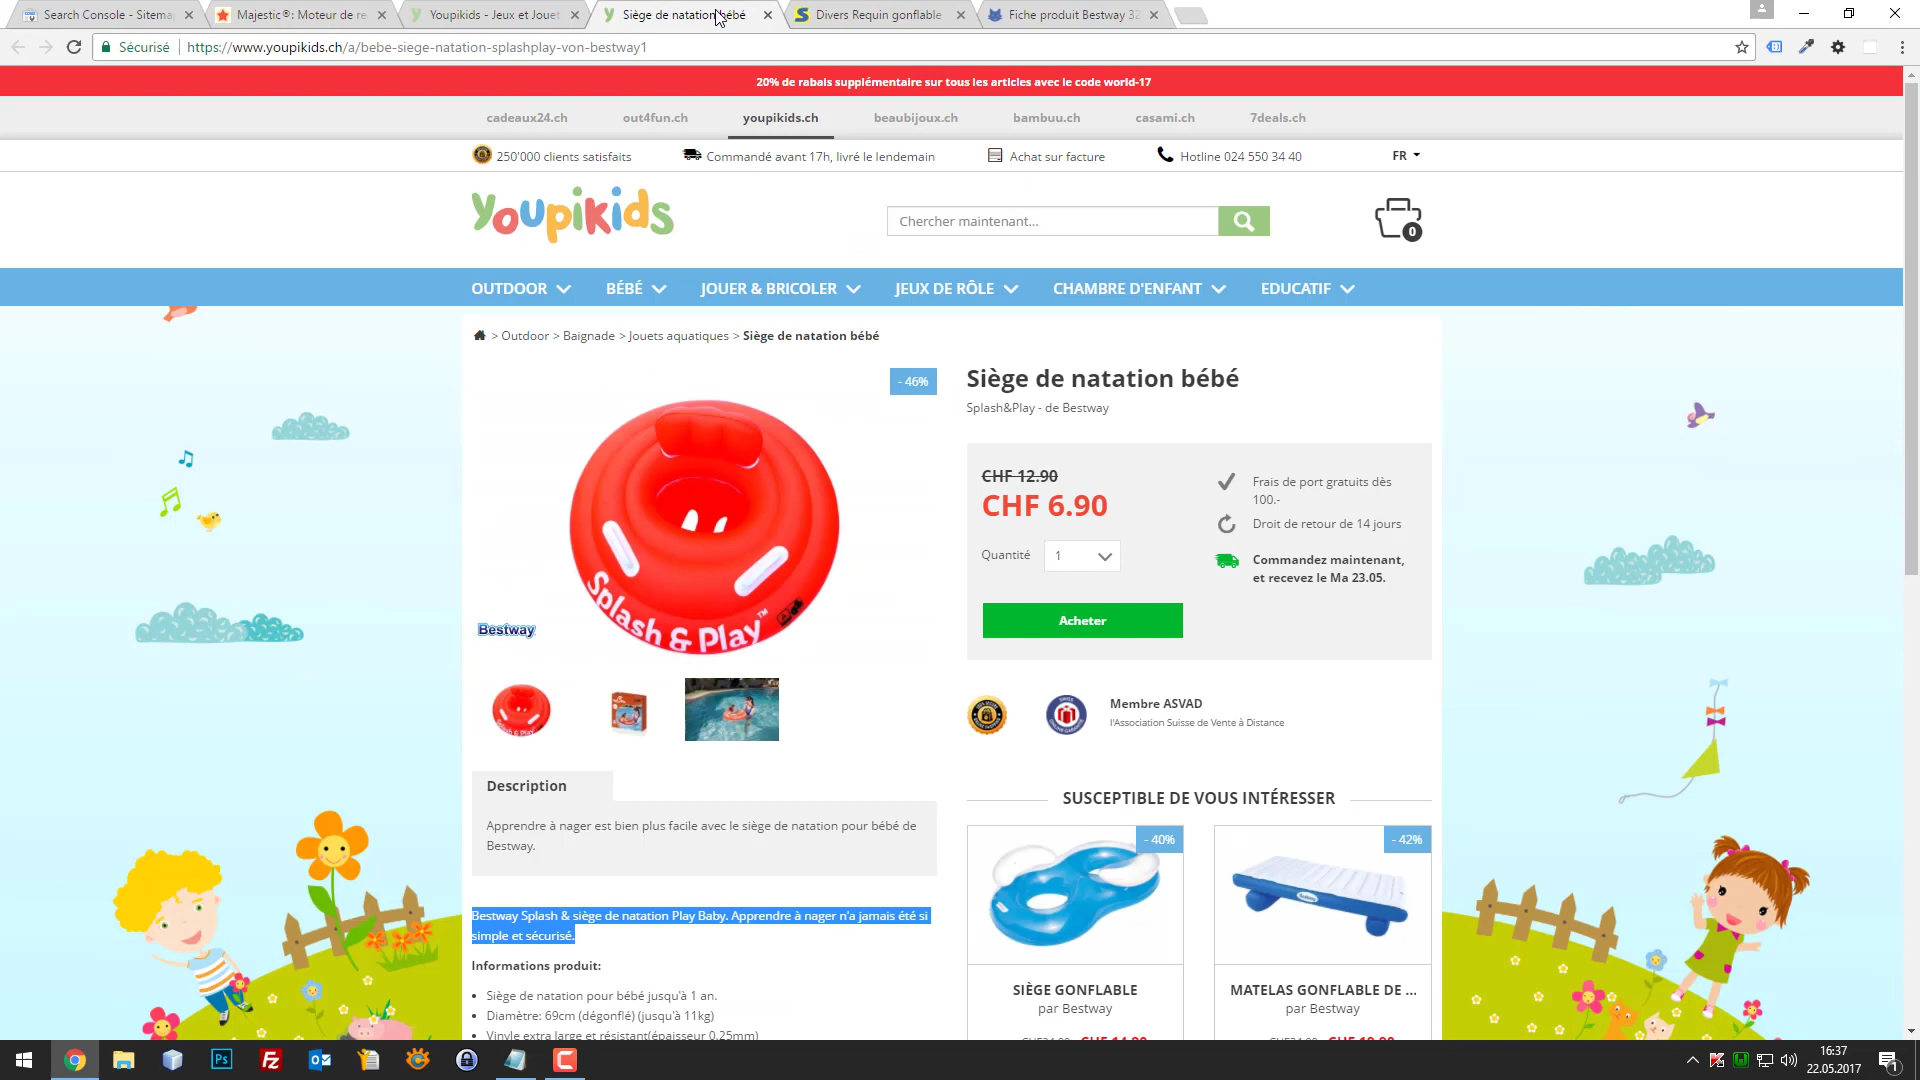 Search Console - Sitema
Majestic®: Moteur de re
Youpikids - Jeux et Jouet
Siège de natation bébé
Divers Requin gonflable
Fiche produit Bestway 32
Sécurisé
https://www.youpikids.ch/a/bebe-siege-natation-splashplay-von-bestway1
20% de rabais supplémentaire sur tous les articles avec le code world-17
cadeaux24.ch
out4fun.ch
youpikids.ch
beaubijoux.ch
bambuu.ch
casami.ch
7deals.ch
250'000 clients satisfaits
Commandé avant 17h, livré le lendemain
Achat sur facture
Hotline 024 550 34 40
FR
Youpikids
Chercher maintenant...
0
OUTDOOR
BÉBÉ
JOUER & BRICOLER
JEUX DE RÔLE
CHAMBRE D'ENFANT
EDUCATIF
> Outdoor > Baignade > Jouets aquatiques > Siège de natation bébé
- 46%
Splash & Play™
Bestway
Siège de natation bébé
Splash&Play - de Bestway
CHF 12.90
CHF 6.90
Quantité
1
Acheter
Frais de port gratuits dès
100.-
Droit de retour de 14 jours
Commandez maintenant,
et recevez le Ma 23.05.
Membre ASVAD
l'Association Suisse de Vente à Distance
Description
Apprendre à nager est bien plus facile avec le siège de natation pour bébé de
Bestway.
Bestway Splash & siège de natation Play Baby. Apprendre à nager n'a jamais été si
simple et sécurisé.
Informations produit:
Siège de natation pour bébé jusqu'à 1 an.
Diamètre: 69cm (dégonflé) (jusqu'à 11kg)
Vinyle extra large et résistant(épaisseur 0.25mm)
SUSCEPTIBLE DE VOUS INTÉRESSER
- 40%
SIÈGE GONFLABLE
par Bestway
- 42%
MATELAS GONFLABLE DE ...
par Bestway
16:37
22.05.2017
1